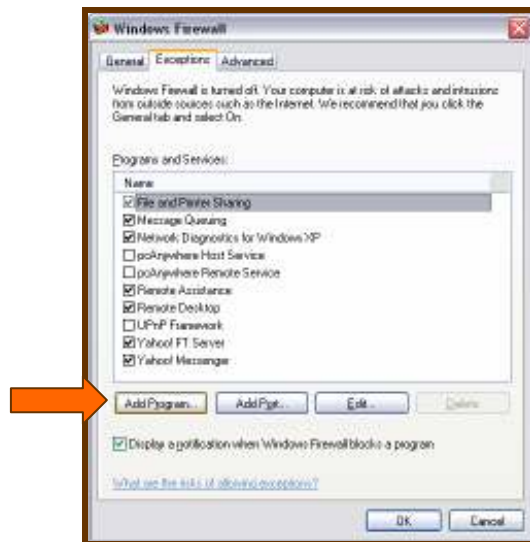 Windows Firewall
General Exceptions Advanced
Windows Firewall is turned off. Your computer is at risk of attacks and intrusions
from outside sources such as the Internet. We recommend that you click the
General tab and select On.
Programs and Services:
Name
File and Printer Sharing
Message Queuing
Network Diagnostics for Windows XP
pcAnywhere Host Service
pcAnywhere Remote Service
Remote Assistance
Remote Desktop
UPnP Framework
Yahoo! FT Server
Yahoo! Messenger
Add Program... Add Port... Edit... Delete
Display a notification when Windows Firewall blocks a program
What are the risks of allowing exceptions?
OK Cancel